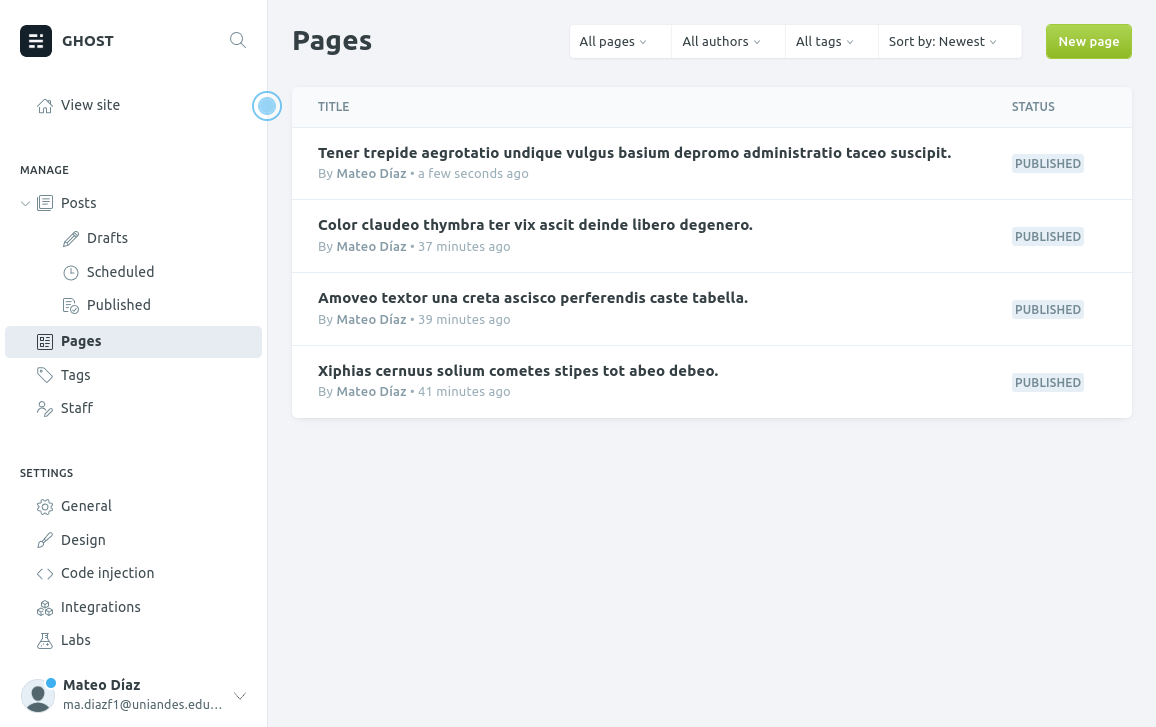 GHOST
View site
MANAGE
Posts
Drafts
Scheduled
Published
Pages
Tags
Staff
SETTINGS
General
Design
Code injection
Integrations
Labs
Mateo Díaz
ma.diazf1@uniandes.edu…
Pages
All pages
All authors
All tags
Sort by: Newest
New page
TITLE STATUS
Tener trepide aegrotatio undique vulgus basium depromo administratio taceo suscipit.
By Mateo Díaz • a few seconds ago
PUBLISHED
Color claudeo thymbra ter vix ascit deinde libero degenero.
By Mateo Díaz • 37 minutes ago
PUBLISHED
Amoveo textor una creta ascisco perferendis caste tabella.
By Mateo Díaz • 39 minutes ago
PUBLISHED
Xiphias cernuus solium cometes stipes tot abeo debeo.
By Mateo Díaz • 41 minutes ago
PUBLISHED